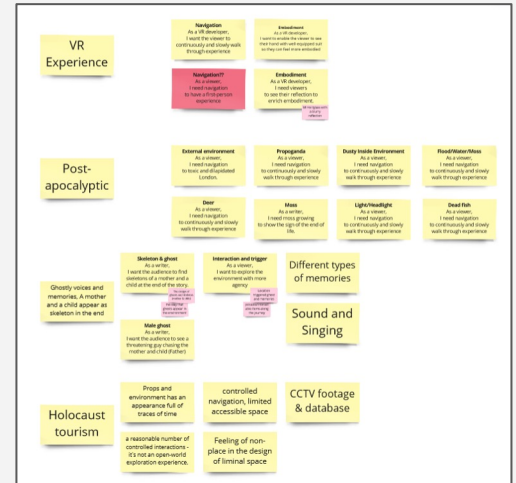 VR
Experience
Navigation
As a VR developer,
I want the viewer to
continuously and slowly walk
through experience
Embodiment
As a VR developer,
I want to enable the viewer to see
their hand with well equipped suit
so they can feel more embodied
Navigation??
As a viewer,
I need navigation
to have a first-person
experience
Embodiment
As a VR developer,
I need viewers
to see their reflection to
enrich embodiment.
Post-
apocalyptic
External environment
As a viewer,
I need navigation
to toxic and dilapidated
London.
Propaganda
As a viewer,
I need navigation
to continuously and slowly
walk through experience
Dusty Inside Environment
As a viewer,
I need navigation
to continuously and slowly
walk through experience
Flood/Water/Moss
As a viewer,
I need navigation
to continuously and slowly
walk through experience
Deer
As a viewer,
I need navigation
to continuously and slowly
walk through experience
Moss
As a writer,
I need moss growing
to show the sign of the end of
life.
Light/Headlight
As a viewer,
I need navigation
to continuously and slowly
walk through experience
Dead fish
As a viewer,
I need navigation
to continuously and slowly
walk through experience
Ghostly voices and
memories, A mother
and a child appear as
skeleton in the end
Skeleton & ghost
As a writer,
I want the audience to find
skeletons of a mother and a
child at the end of the story.
Interaction and trigger
As a viewer,
I want to explore the
environment with more
agency
Different types
of memories
Male ghost
As a writer,
I want the audience to see a
threatening guy chasing the
mother and child (Father)
Sound and
Singing
Holocaust
tourism
Props and
environment has an
appearance full of
traces of time
controlled
navigation, limited
accessible space
CCTV footage
& database
a reasonable number of
controlled interactions -
it's not an open-world
exploration experience.
Feeling of non-
place in the design
of liminal space